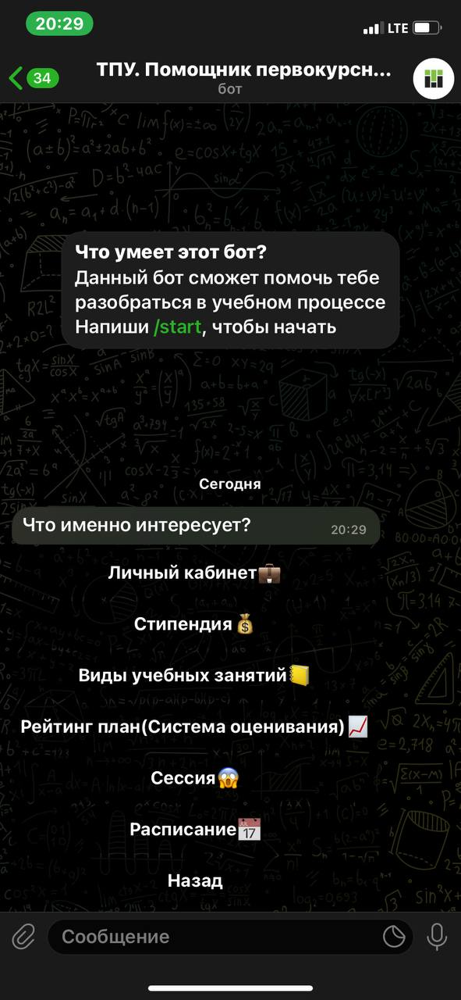 20:29
LTE
34
ТПУ. Помощник первокурсн...
бот
Что умеет этот бот?
Данный бот сможет помочь тебе
разобраться в учебном процессе
Напиши /start, чтобы начать
Сегодня
Что именно интересует?
20:29
Личный кабинет💼
Стипендия 💰
Виды учебных занятий📒
Рейтинг план(Система оценивания)📈
Сессия😱
Расписание📅
Назад
Сообщение